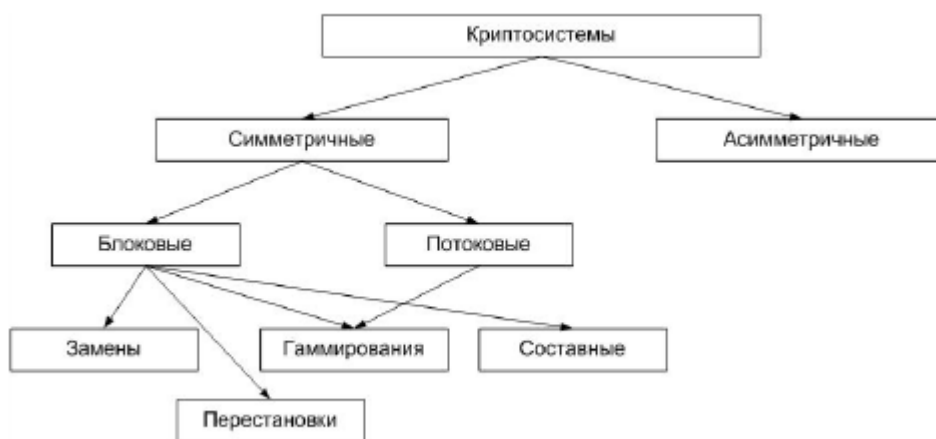 Криптосистемы
Симметричные
Асимметричные
Блоковые
Потоковые
Замены
Гаммирования
Составные
Перестановки